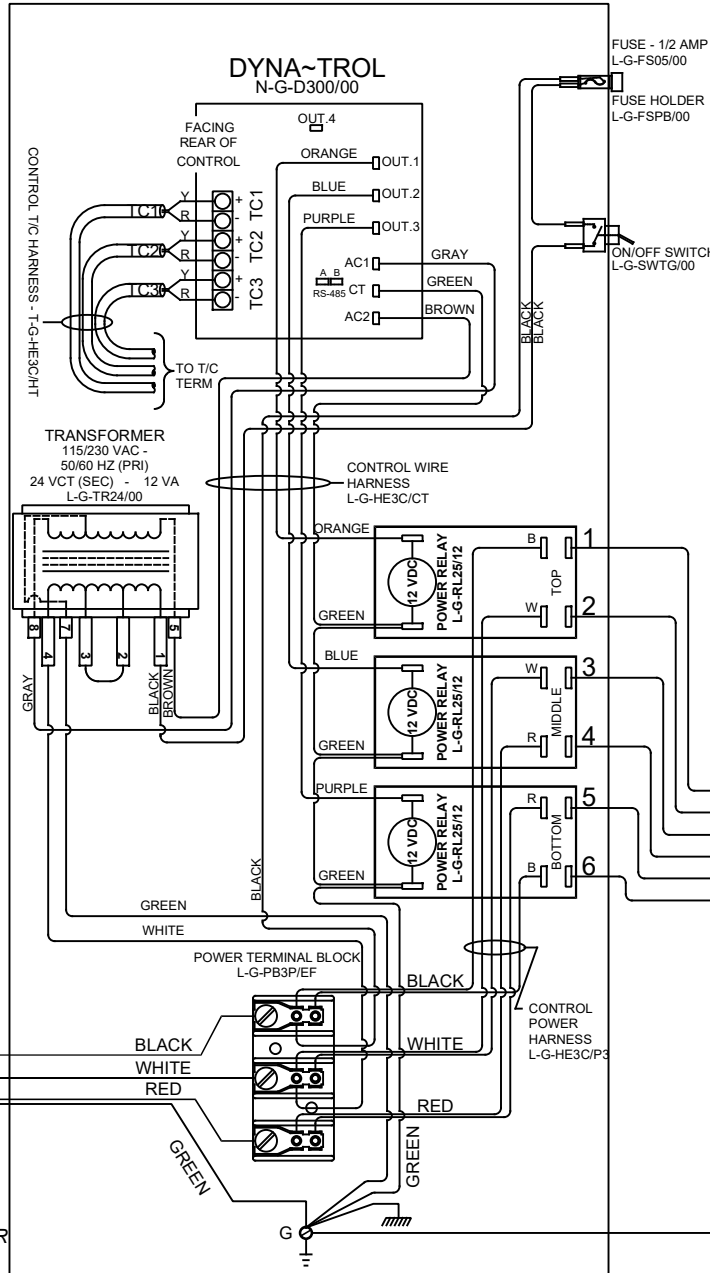 DYNA~TROL
N-G-D300/00
FUSE - 1/2 AMP
L-G-FS05/00
FUSE HOLDER
L-G-FSPB/00
ON/OFF SWITCH
L-G-SWTG/00
BLACK
BLACK
OUT.4
FACING
REAR OF
CONTROL
ORANGE
OUT.1
BLUE
OUT.2
PURPLE
OUT.3
AC1
GRAY
A B
RS-485
CT
GREEN
AC2
BROWN
Y + TC1
R -
Y + TC2
R -
Y + TC3
R -
C1
C2
C3
CONTROL T/C HARNESS - T-G-HE3C/HT
TO T/C
TERM
TRANSFORMER
115/230 VAC -
50/60 HZ (PRI)
24 VCT (SEC) - 12 VA
L-G-TR24/00
8
4
7
3
2
1
5
GRAY
BLACK
BROWN
CONTROL WIRE
HARNESS
L-G-HE3C/CT
ORANGE
12 VDC
GREEN
POWER RELAY
L-G-RL25/12
B
W
TOP
1
2
BLUE
12 VDC
GREEN
POWER RELAY
L-G-RL25/12
W
R
MIDDLE
3
4
PURPLE
12 VDC
GREEN
POWER RELAY
L-G-RL25/12
R
B
BOTTOM
5
6
BLACK
GREEN
WHITE
POWER TERMINAL BLOCK
L-G-PB3P/EF
BLACK
WHITE
RED
CONTROL
POWER
HARNESS
L-G-HE3C/P3
BLACK
WHITE
RED
GREEN
GREEN
G
R